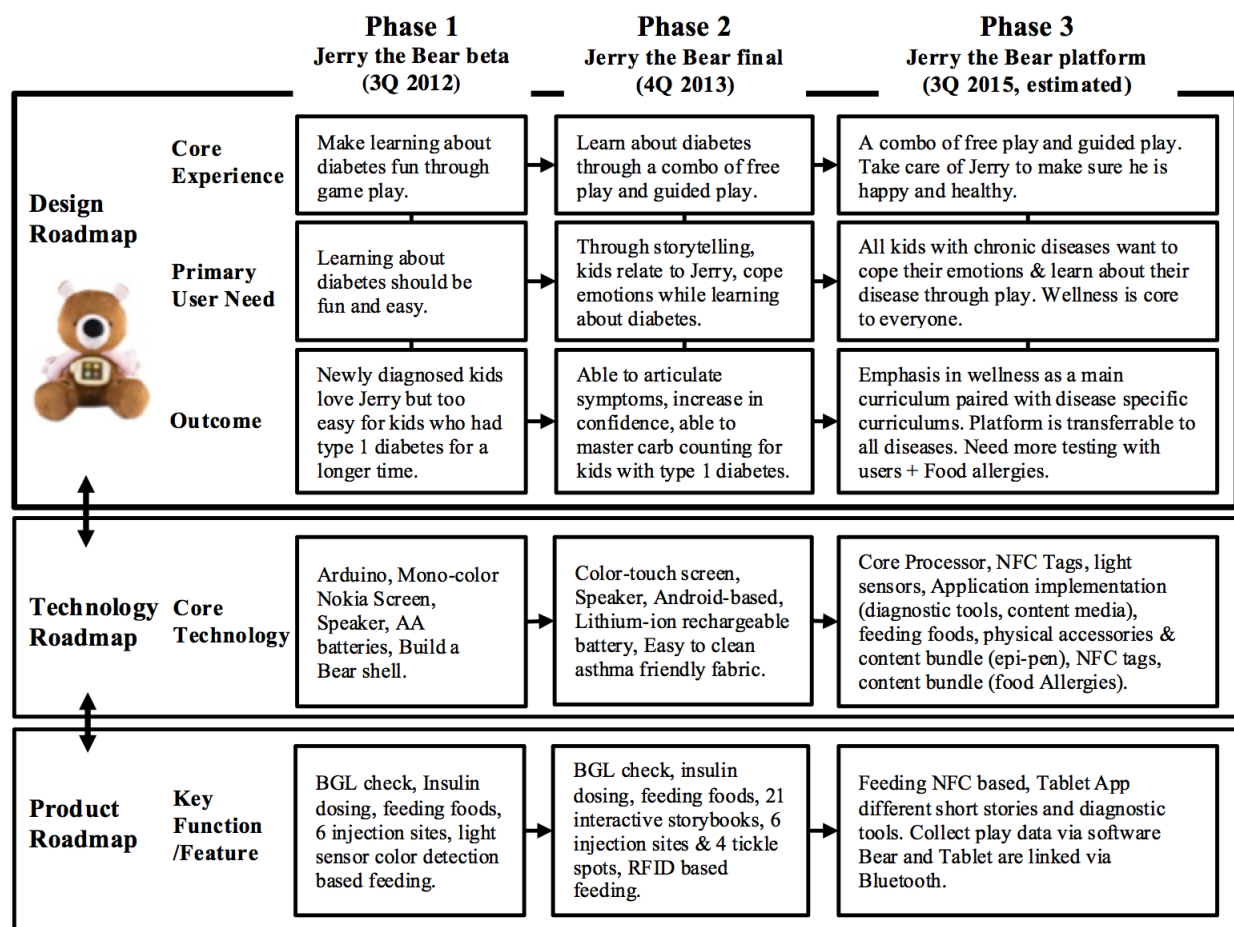 Phase 1
Jerry the Bear beta
(3Q 2012)
Phase 2
Jerry the Bear final
(4Q 2013)
Phase 3
Jerry the Bear platform
(3Q 2015, estimated)
Design
Roadmap
Core
Experience
Make learning about
diabetes fun through
game play.
Learn about diabetes
through a combo of free
play and guided play.
A combo of free play and guided play.
Take care of Jerry to make sure he is
happy and healthy.
Primary
User Need
Learning about
diabetes should be
fun and easy.
Through storytelling,
kids relate to Jerry, cope
emotions while learning
about diabetes.
All kids with chronic diseases want to
cope their emotions & learn about their
disease through play. Wellness is core
to everyone.
Outcome
Newly diagnosed kids
love Jerry but too
easy for kids who had
type 1 diabetes for a
longer time.
Able to articulate
symptoms, increase in
confidence, able to
master carb counting for
kids with type 1 diabetes.
Emphasis in wellness as a main
curriculum paired with disease specific
curriculums. Platform is transferrable to
all diseases. Need more testing with
users + Food allergies.
Technology
Roadmap
Core
Technology
Arduino, Mono-color
Nokia Screen,
Speaker, AA
batteries, Build a
Bear shell.
Color-touch screen,
Speaker, Android-based,
Lithium-ion rechargeable
battery, Easy to clean
asthma friendly fabric.
Core Processor, NFC Tags, light
sensors, Application implementation
(diagnostic tools, content media),
feeding foods, physical accessories &
content bundle (epi-pen), NFC tags,
content bundle (food Allergies).
Product
Roadmap
Key
Function
/Feature
BGL check, Insulin
dosing, feeding foods,
6 injection sites, light
sensor color detection
based feeding.
BGL check, insulin
dosing, feeding foods, 21
interactive storybooks, 6
injection sites & 4 tickle
spots, RFID based
feeding.
Feeding NFC based, Tablet App
different short stories and diagnostic
tools. Collect play data via software
Bear and Tablet are linked via
Bluetooth.